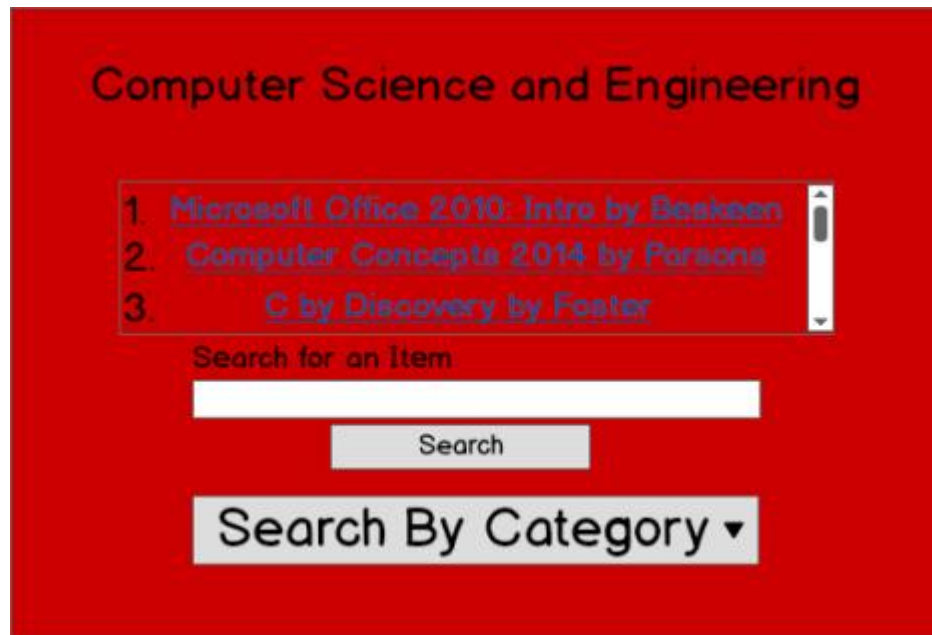 Computer Science and Engineering
1. Microsoft Office 2010: Intro by Beskeen
2. Computer Concepts 2014 by Parsons
3. C by Discovery by Foster
Search for an Item
Search
Search By Category